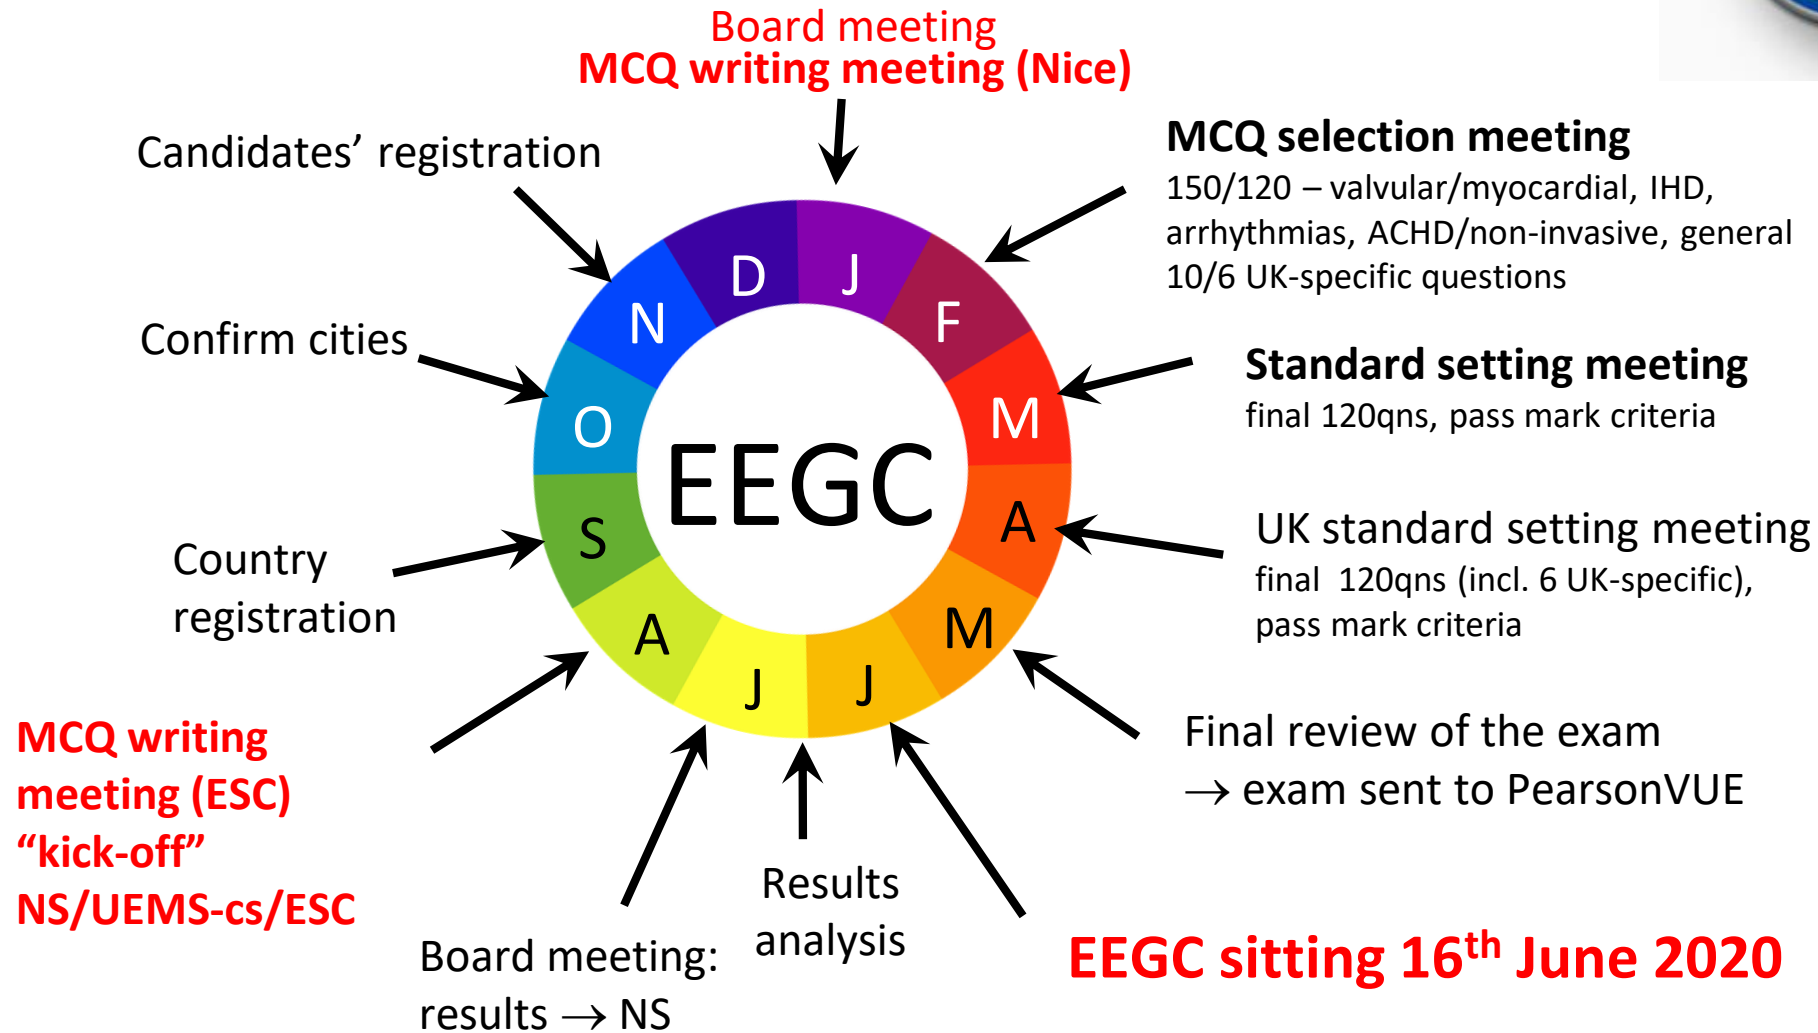 Board meeting
MCQ writing meeting (Nice)
Candidates’ registration
MCQ selection meeting
150/120 – valvular/myocardial, IHD,
arrhythmias, ACHD/non-invasive, general
10/6 UK-specific questions
Confirm cities
Standard setting meeting
final 120qns, pass mark criteria
D
J
N
F
O
M
EEGC
S
A
A
M
J
J
UK standard setting meeting
final 120qns (incl. 6 UK-specific),
pass mark criteria
Country
registration
MCQ writing
meeting (ESC)
“kick-off”
NS/UEMS-cs/ESC
Final review of the exam
→ exam sent to PearsonVUE
Results
analysis
Board meeting:
results → NS
EEGC sitting 16th June 2020